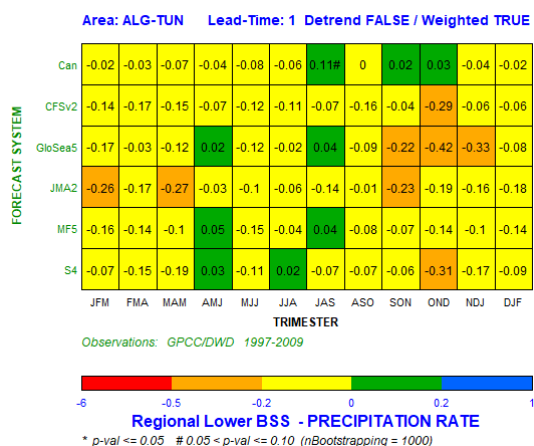 Area: ALG-TUN Lead-Time: 1 Detrend FALSE / Weighted TRUE
FORECAST SYSTEM
Can -0.02 -0.03 -0.07 -0.04 -0.08 -0.06 0.11# 0 0.02 0.03 -0.04 -0.02
CFSv2 -0.14 -0.17 -0.15 -0.07 -0.12 -0.11 -0.07 -0.16 -0.04 -0.29 -0.06 -0.06
GloSea5 -0.17 -0.03 -0.12 0.02 -0.12 -0.02 0.04 -0.09 -0.22 -0.42 -0.33 -0.08
JMA2 -0.26 -0.17 -0.27 -0.03 -0.1 -0.06 -0.14 -0.01 -0.23 -0.19 -0.16 -0.18
MF5 -0.16 -0.14 -0.1 0.05 -0.15 -0.04 0.04 -0.08 -0.07 -0.14 -0.1 -0.14
S4 -0.07 -0.15 -0.19 0.03 -0.11 0.02 -0.07 -0.07 -0.06 -0.31 -0.17 -0.09
JFM FMA MAM AMJ MJJ JJA JAS ASO SON OND NDJ DJF
TRIMESTER
Observations: GPCC/DWD 1997-2009
-6 -0.5 -0.2 0 0.2 1
Regional Lower BSS - PRECIPITATION RATE
* p-val <= 0.05 # 0.05 < p-val <= 0.10 (nBootstrapping = 1000)